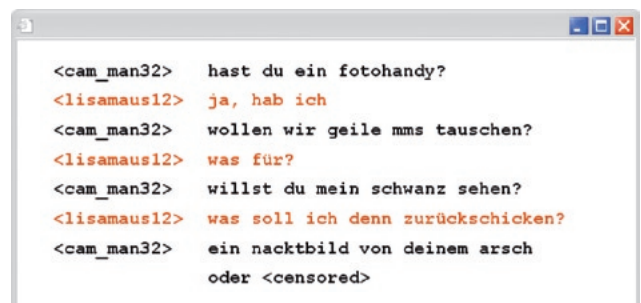 <cam_man32> hast du ein fotohandy?
<lisamaus12> ja, hab ich
<cam_man32> wollen wir geile mms tauschen?
<lisamaus12> was für?
<cam_man32> willst du mein schwanz sehen?
<lisamaus12> was soll ich denn zurückschicken?
<cam_man32> ein nacktbild von deinem arsch
oder <censored>